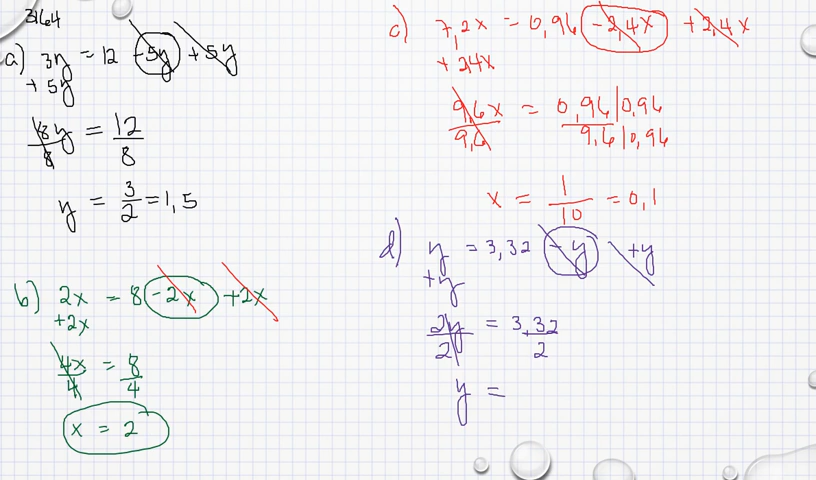 3164
a) 3y = 12 - 5y + 5y
+ 5y
8y/8 = 12/8
y = 3/2 = 1,5
b) 2x = 8 - 2x + 2x
+2x
4x/4 = 8/4
x = 2
c) 7,2x = 0,96 - 2,4x + 2,4x
+ 2,4x
9,6x/9,6 = 0,96|0,96/9,6|0,96
x = 1/10 = 0,1
d) y = 3,32 - y + y
+y
2y/2 = 3,32/2
y =